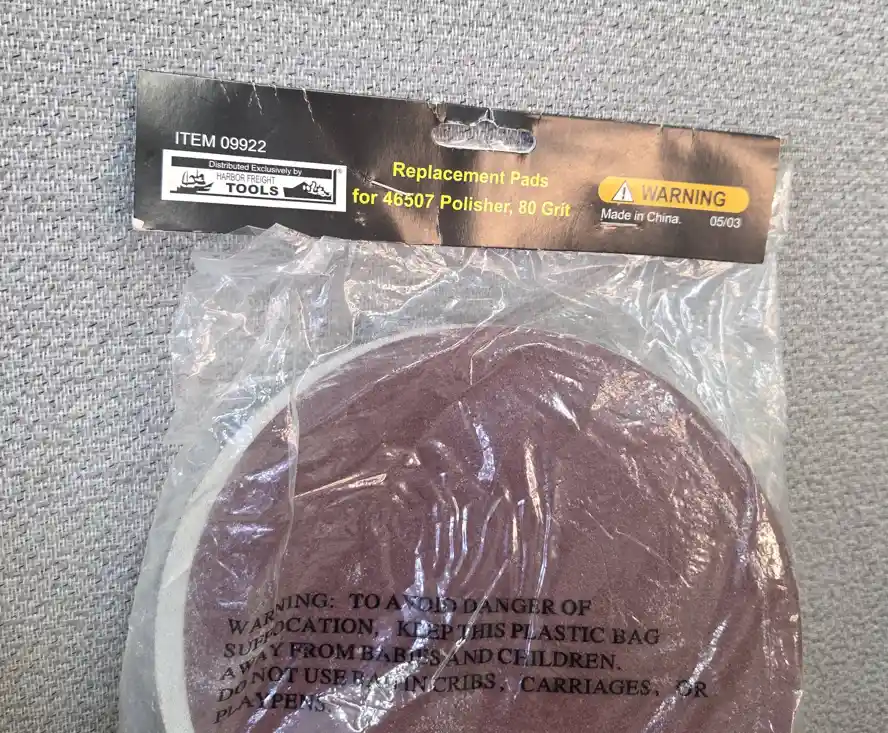 ITEM 09922
Distributed Exclusively by
HARBOR FREIGHT
TOOLS
®
Replacement Pads
for 46507 Polisher, 80 Grit
WARNING
Made in China. 05/03
WARNING: TO AVOID DANGER OF
SUFFOCATION, KEEP THIS PLASTIC BAG
AWAY FROM BABIES AND CHILDREN.
DO NOT USE BAG IN CRIBS, CARRIAGES, OR
PLAYPENS.